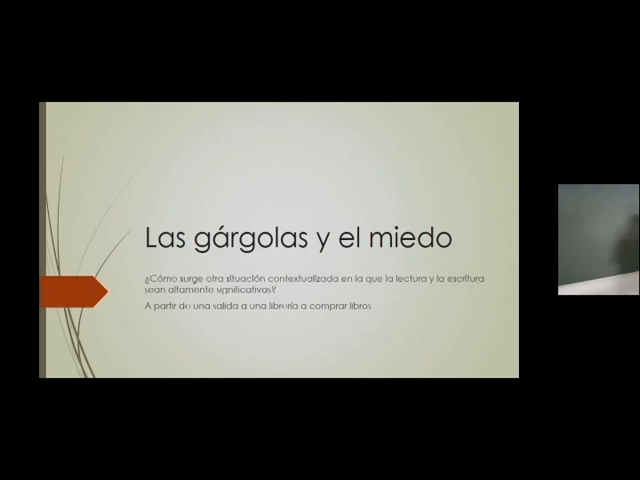 Las gárgolas y el miedo
¿Cómo surge otra situación contextualizada en la que la lectura y la escritura
sean altamente significativas?
A partir de una salida a una librería a comprar libros